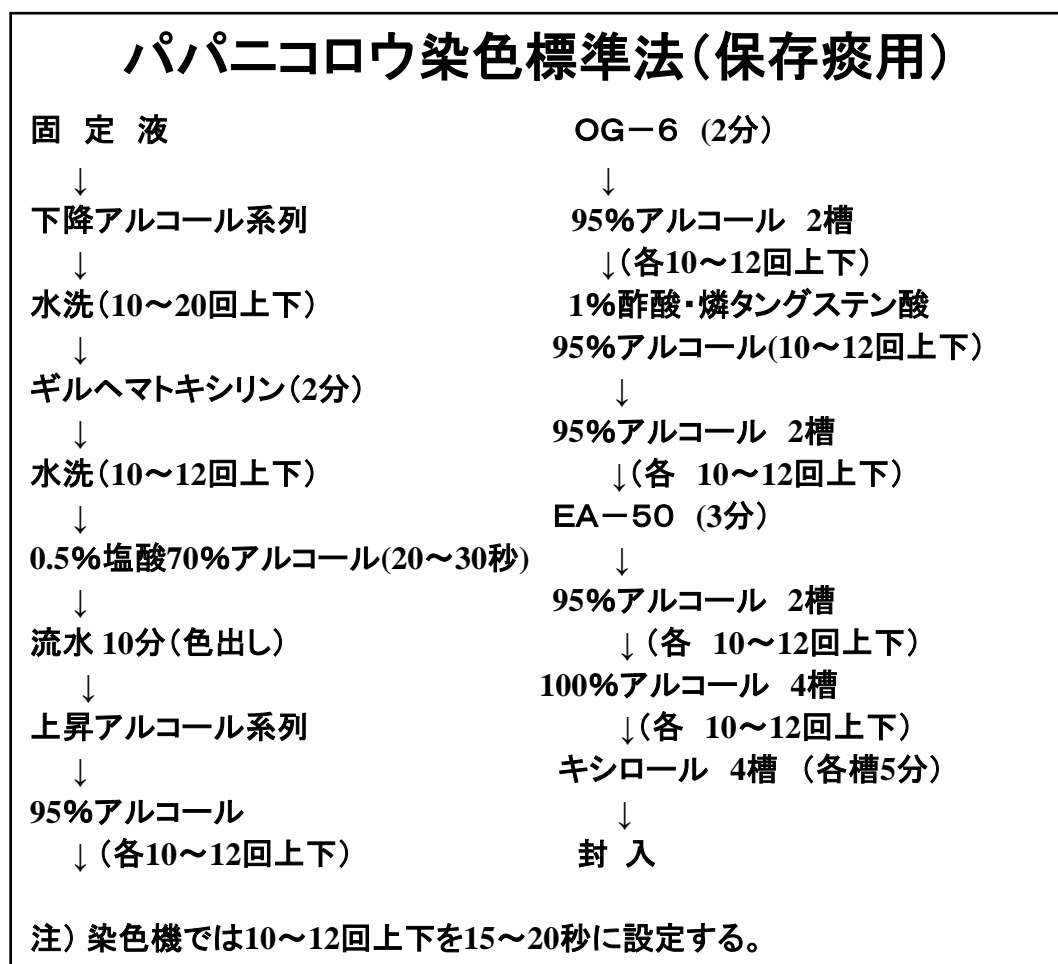 パパニコロウ染色標準法(保存痰用)
固 定 液
↓
下降アルコール系列
↓
水洗(10～20回上下)
↓
ギルヘマトキシリン(2分)
↓
水洗(10～12回上下)
↓
0.5%塩酸70%アルコール(20～30秒)
↓
流水 10分(色出し)
↓
上昇アルコール系列
↓
95%アルコール
↓(各10～12回上下)
OG－6 (2分)
↓
95%アルコール 2槽
↓(各10～12回上下)
1%酢酸・燐タングステン酸
95%アルコール(10～12回上下)
↓
95%アルコール 2槽
↓(各 10～12回上下)
EA－50 (3分)
↓
95%アルコール 2槽
↓(各 10～12回上下)
100%アルコール 4槽
↓(各 10～12回上下)
キシロール 4槽 (各槽5分)
↓
封 入
注) 染色機では10～12回上下を15～20秒に設定する。